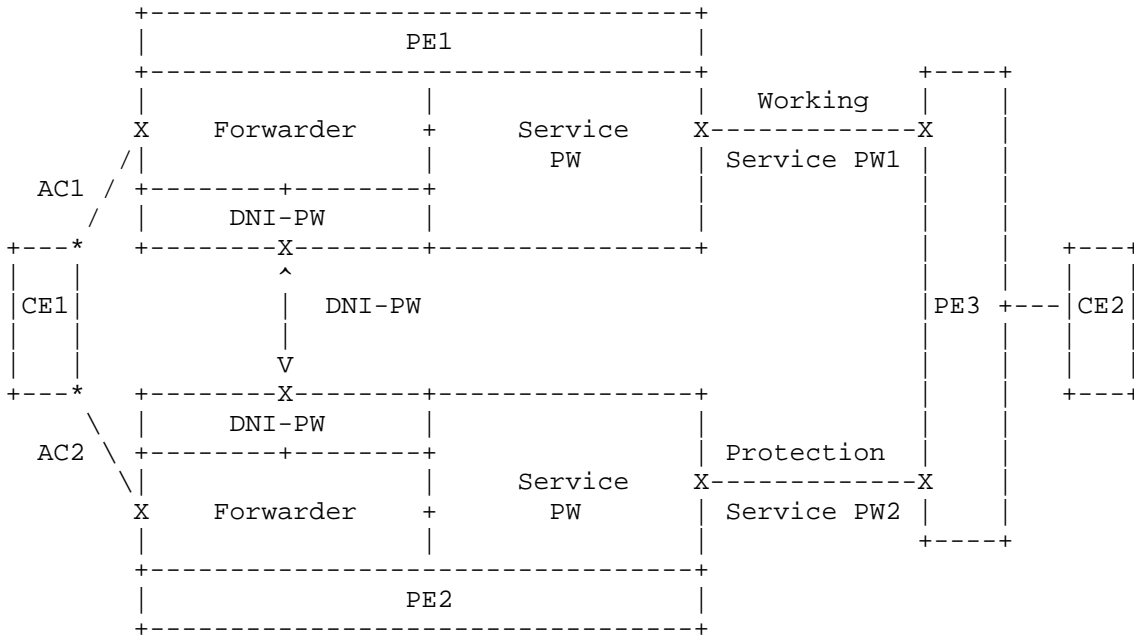 PE1
Working
Forwarder Service
PW Service PW1
AC1
DNI-PW
CE1 DNI-PW PE3 CE2
DNI-PW
AC2 Protection
Service
Forwarder PW Service PW2
PE2